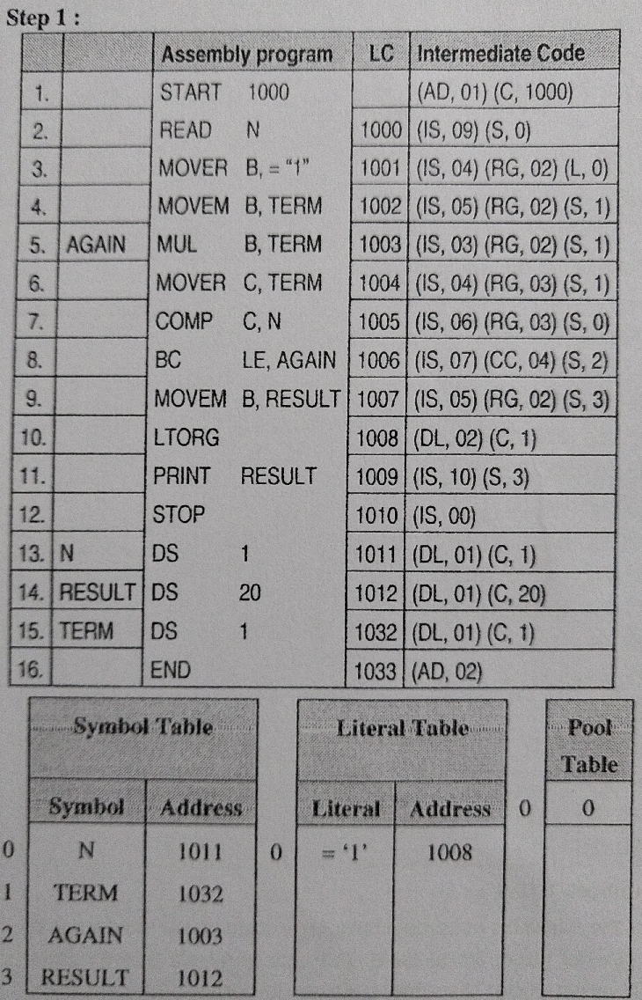 Step 1 :
Assembly program LC Intermediate Code
1. START 1000 (AD, 01) (C, 1000)
2. READ N 1000 (IS, 09) (S, 0)
3. MOVER B, = “1” 1001 (IS, 04) (RG, 02) (L, 0)
4. MOVEM B, TERM 1002 (IS, 05) (RG, 02) (S, 1)
5. AGAIN MUL B, TERM 1003 (IS, 03) (RG, 02) (S, 1)
6. MOVER C, TERM 1004 (IS, 04) (RG, 03) (S, 1)
7. COMP C, N 1005 (IS, 06) (RG, 03) (S, 0)
8. BC LE, AGAIN 1006 (IS, 07) (CC, 04) (S, 2)
9. MOVEM B, RESULT 1007 (IS, 05) (RG, 02) (S, 3)
10. LTORG 1008 (DL, 02) (C, 1)
11. PRINT RESULT 1009 (IS, 10) (S, 3)
12. STOP 1010 (IS, 00)
13. N DS 1 1011 (DL, 01) (C, 1)
14. RESULT DS 20 1012 (DL, 01) (C, 20)
15. TERM DS 1 1032 (DL, 01) (C, 1)
16. END 1033 (AD, 02)
Symbol Table Literal Table Pool
Table
Symbol Address Literal Address 0 0
0 N 1011 0 = ‘1’ 1008
1 TERM 1032
2 AGAIN 1003
3 RESULT 1012